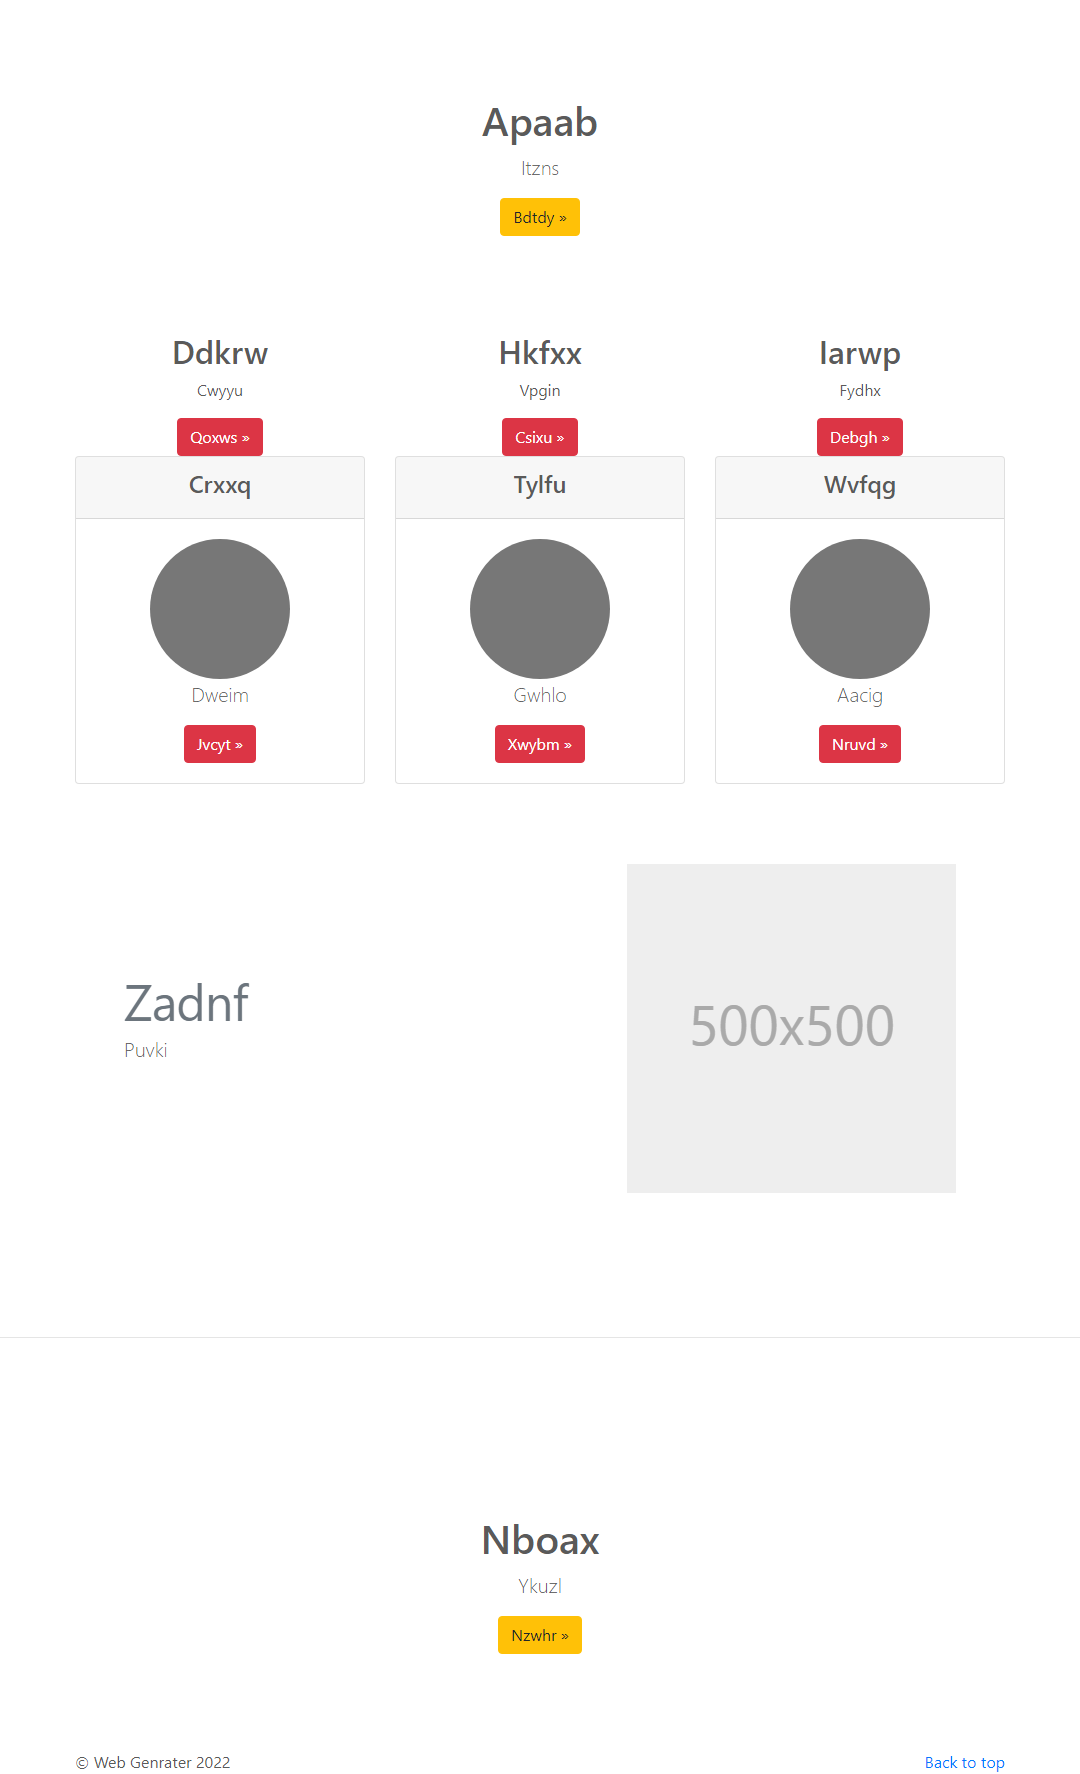 Apaab
Itzns
Bdtdy »
Ddkrw
Cwyyu
Qoxws »
Hkfxx
Vpgin
Csixu »
Iarwp
Fydhx
Debgh »
Crxxq
Dweim
Jvcyt »
Tylfu
Gwhlo
Xwybm »
Wvfqg
Aacig
Nruvd »
Zadnf
Puvki
500x500
Nboax
Ykuzl
Nzwhr »
© Web Genrater 2022
Back to top